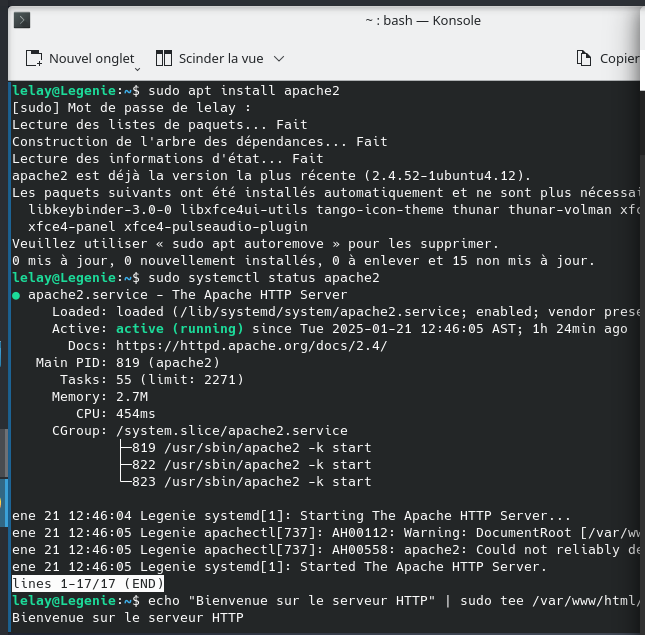 ~ : bash — Konsole
Nouvel onglet
Scinder la vue
Copier
lelay@Legenie:~$ sudo apt install apache2
[sudo] Mot de passe de lelay :
Lecture des listes de paquets... Fait
Construction de l'arbre des dépendances... Fait
Lecture des informations d'état... Fait
apache2 est déjà la version la plus récente (2.4.52-1ubuntu4.12).
Les paquets suivants ont été installés automatiquement et ne sont plus nécessai
libkeybinder-3.0-0 libxfce4ui-utils tango-icon-theme thunar thunar-volman xfc
xfce4-panel xfce4-pulseaudio-plugin
Veuillez utiliser « sudo apt autoremove » pour les supprimer.
0 mis à jour, 0 nouvellement installés, 0 à enlever et 15 non mis à jour.
lelay@Legenie:~$ sudo systemctl status apache2
● apache2.service - The Apache HTTP Server
Loaded: loaded (/lib/systemd/system/apache2.service; enabled; vendor prese
Active: active (running) since Tue 2025-01-21 12:46:05 AST; 1h 24min ago
Docs: https://httpd.apache.org/docs/2.4/
Main PID: 819 (apache2)
Tasks: 55 (limit: 2271)
Memory: 2.7M
CPU: 454ms
CGroup: /system.slice/apache2.service
├─819 /usr/sbin/apache2 -k start
├─822 /usr/sbin/apache2 -k start
└─823 /usr/sbin/apache2 -k start
ene 21 12:46:04 Legenie systemd[1]: Starting The Apache HTTP Server...
ene 21 12:46:05 Legenie apachectl[737]: AH00112: Warning: DocumentRoot [/var/ww
ene 21 12:46:05 Legenie apachectl[737]: AH00558: apache2: Could not reliably de
ene 21 12:46:05 Legenie systemd[1]: Started The Apache HTTP Server.
lines 1-17/17 (END)
lelay@Legenie:~$ echo "Bienvenue sur le serveur HTTP" | sudo tee /var/www/html/
Bienvenue sur le serveur HTTP